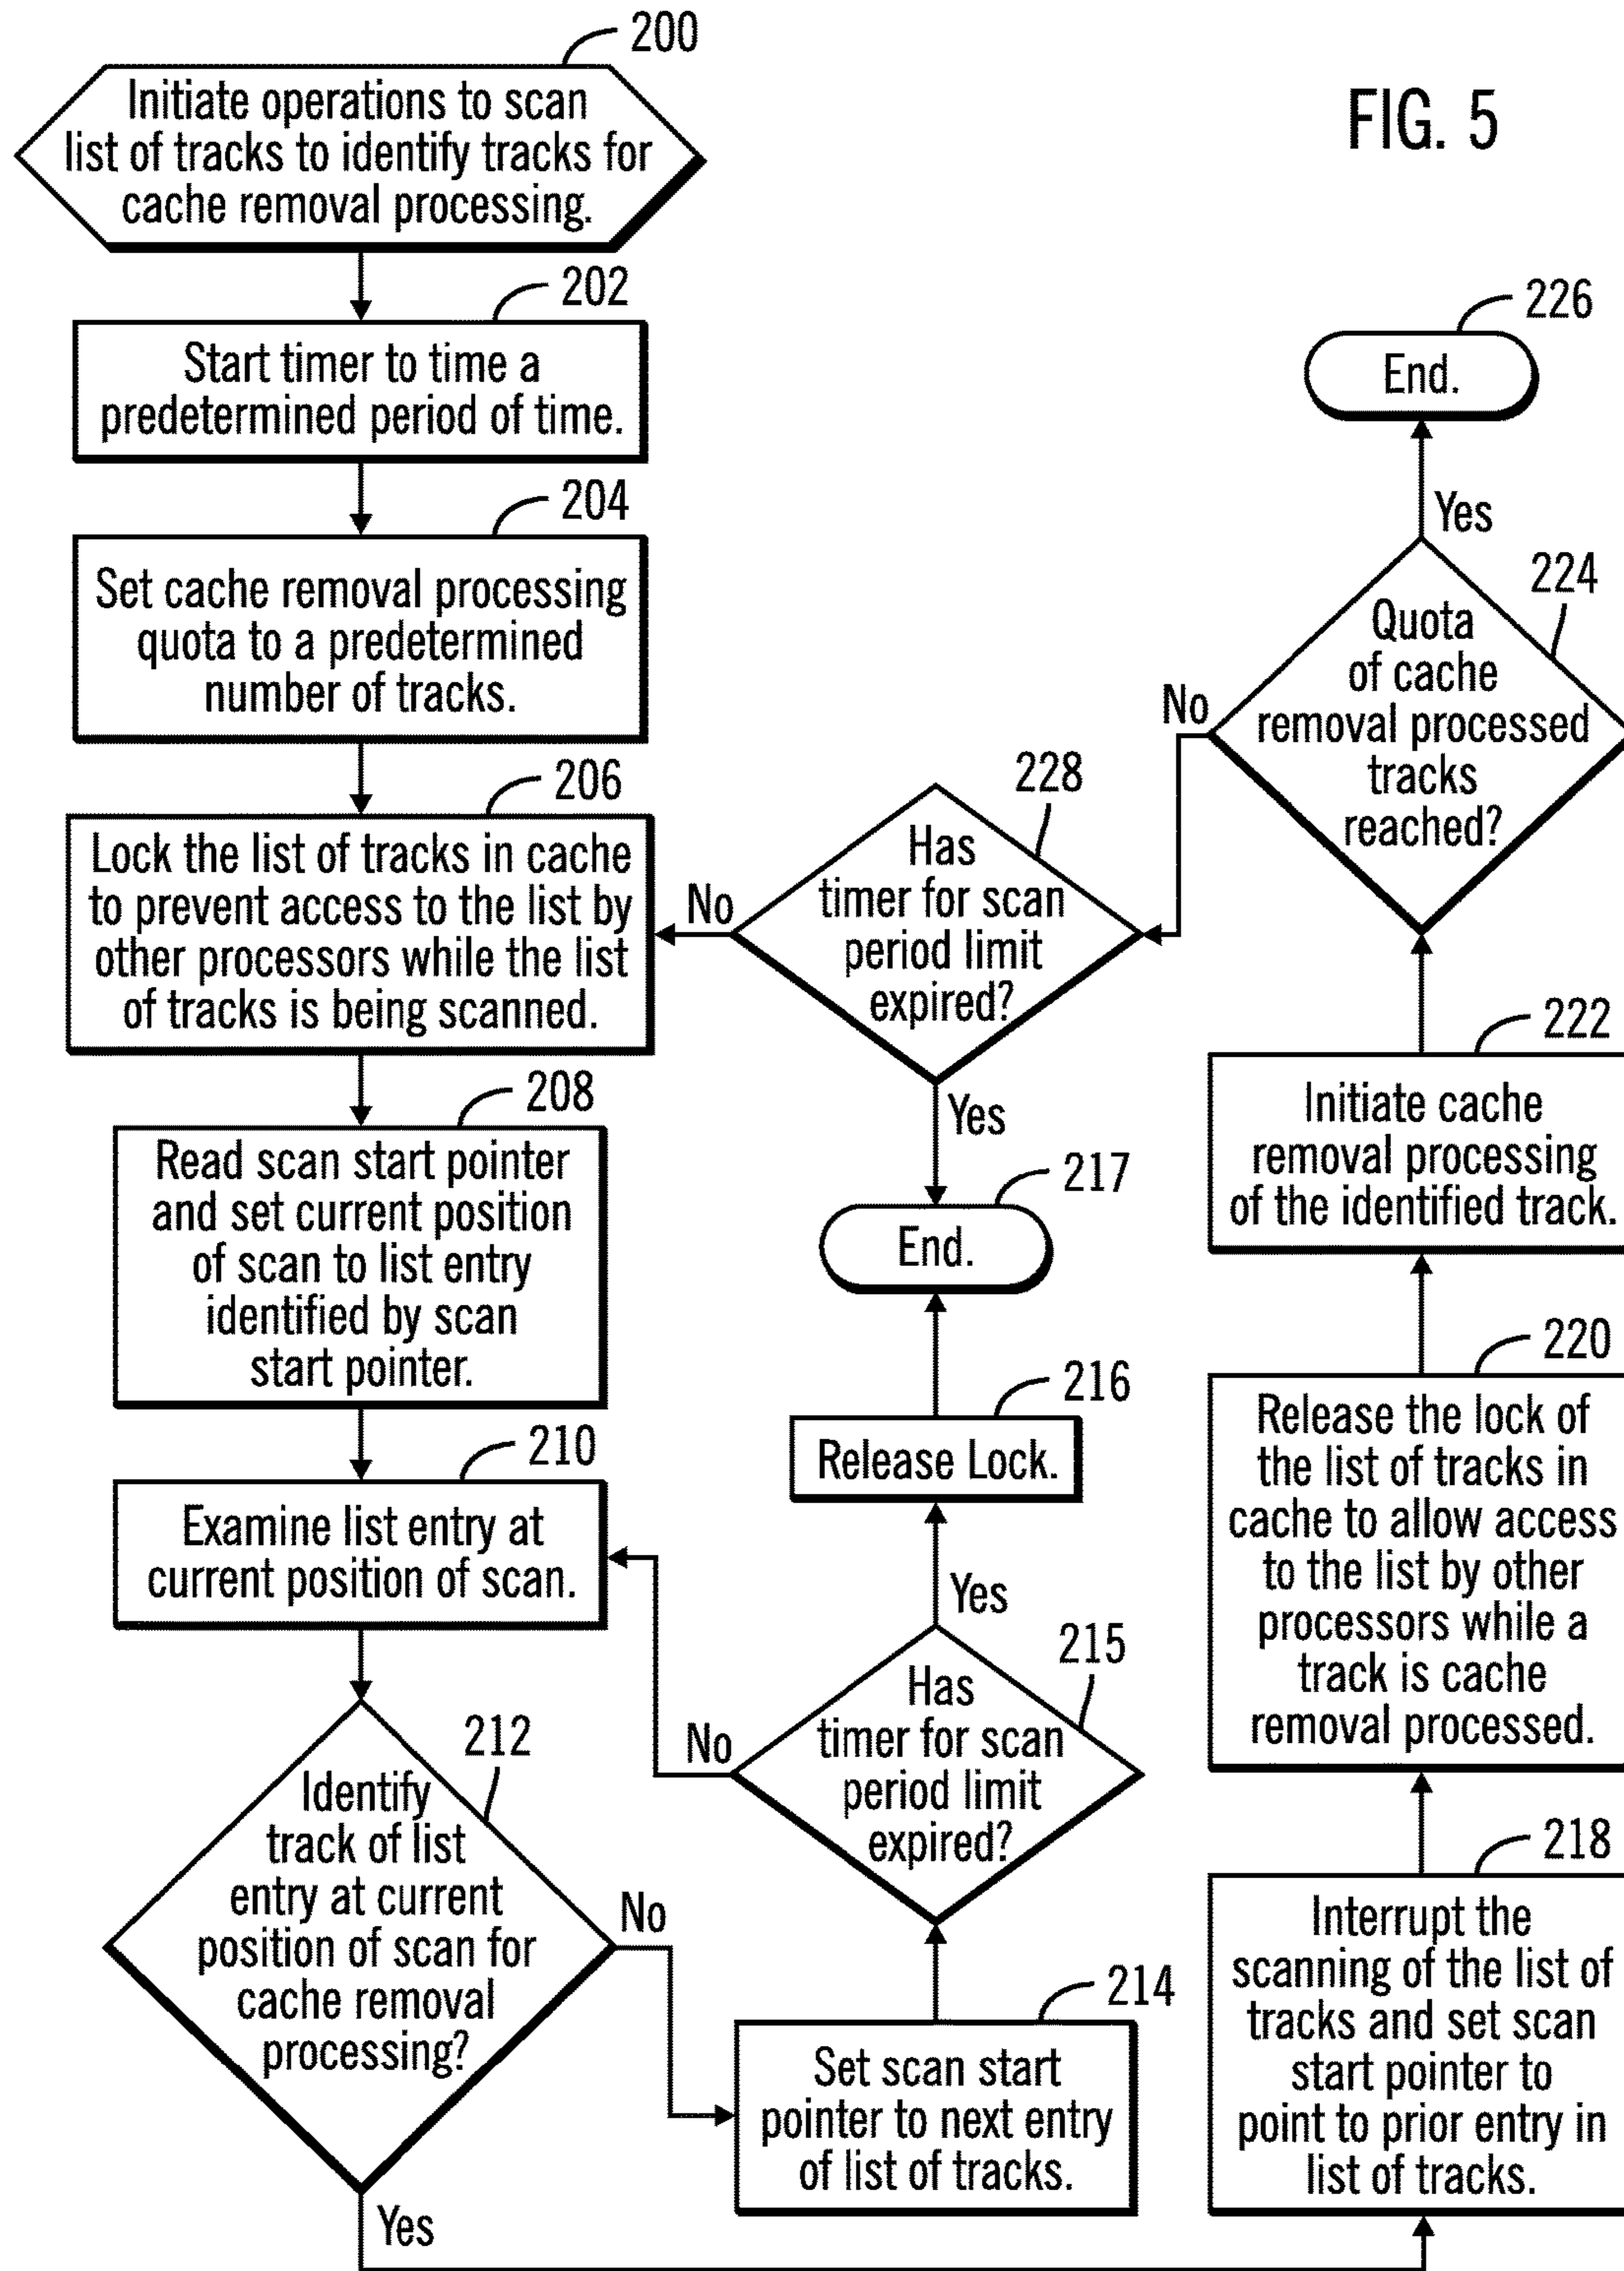 FIG. 5
200
Initiate operations to scan
list of tracks to identify tracks for
cache removal processing.
202
Start timer to time a
predetermined period of time.
204
Set cache removal processing
quota to a predetermined
number of tracks.
206
Lock the list of tracks in cache
to prevent access to the list by
other processors while the list
of tracks is being scanned.
208
Read scan start pointer
and set current position
of scan to list entry
identified by scan
start pointer.
210
Examine list entry at
current position of scan.
212
Identify
track of list
entry at current
position of scan for
cache removal
processing?
No
Yes
214
Set scan start
pointer to next entry
of list of tracks.
215
Has
timer for scan
period limit
expired?
No
Yes
216
Release Lock.
217
End.
218
Interrupt the
scanning of the list of
tracks and set scan
start pointer to
point to prior entry in
list of tracks.
220
Release the lock of
the list of tracks in
cache to allow access
to the list by other
processors while a
track is cache
removal processed.
222
Initiate cache
removal processing
of the identified track.
224
Quota
of cache
removal processed
tracks
reached?
No
Yes
226
End.
228
Has
timer for scan
period limit
expired?
No
Yes